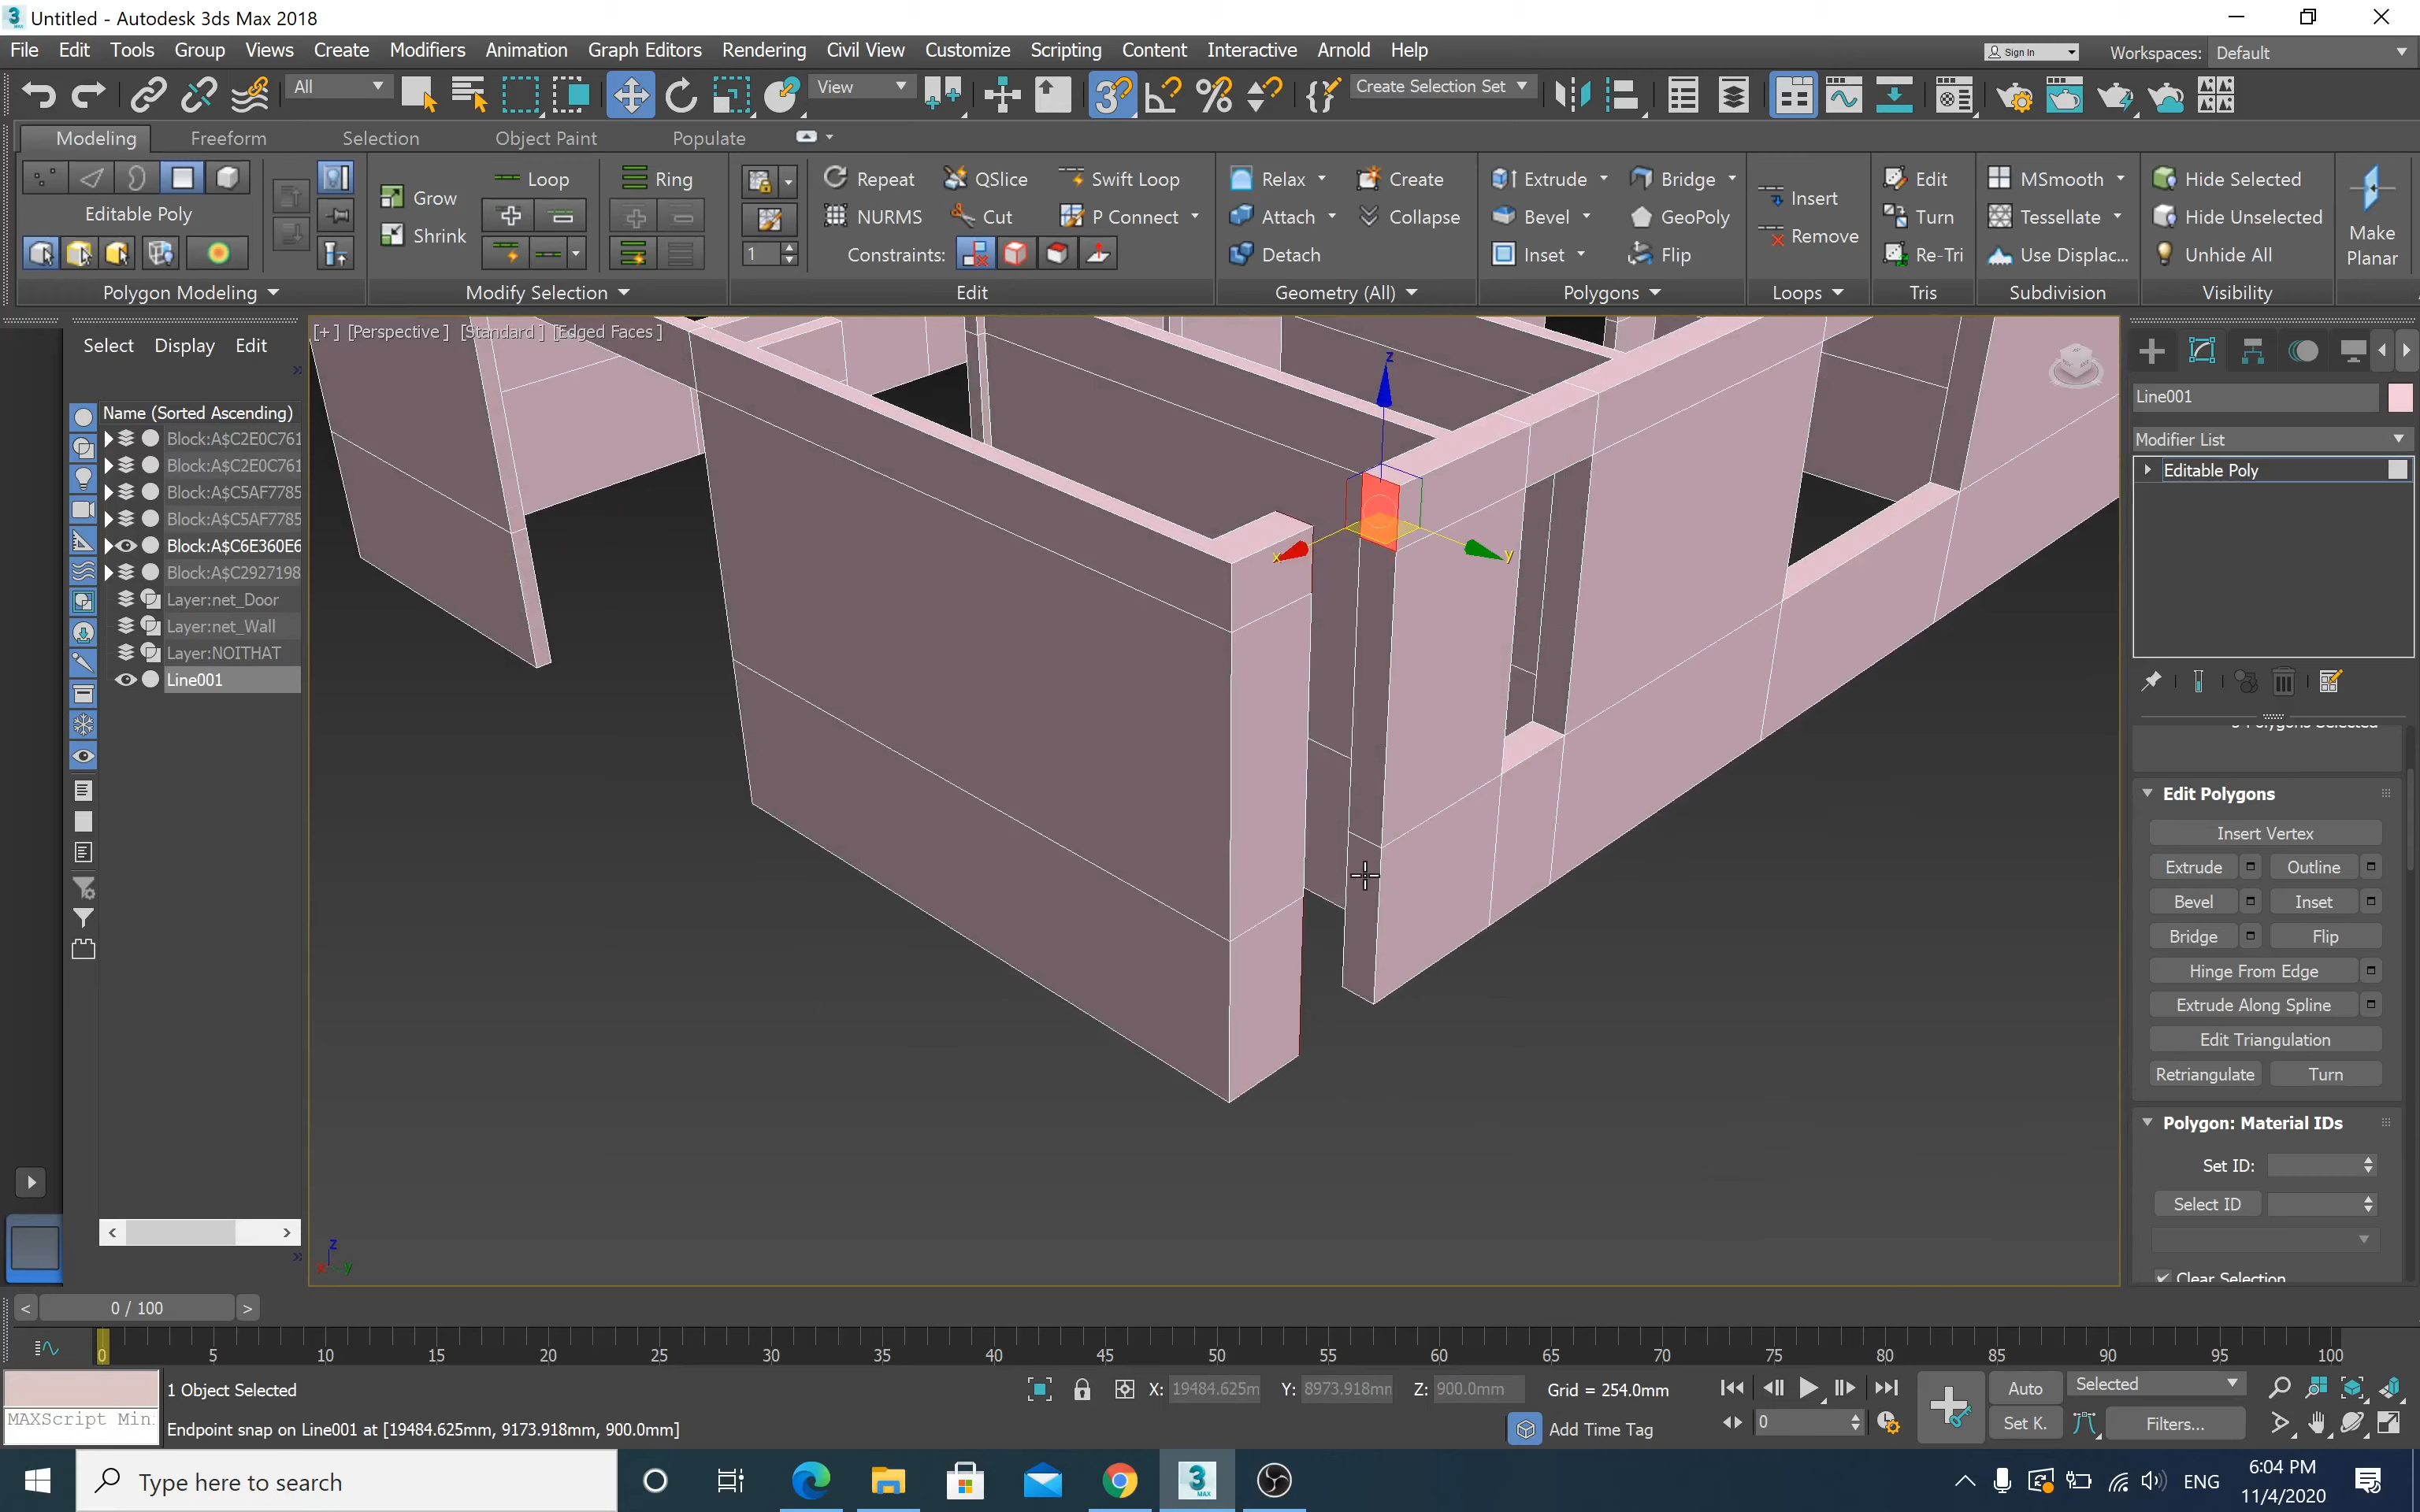 Untitled - Autodesk 3ds Max 2018
File Edit Tools Group Views Create Modifiers Animation Graph Editors Rendering Civil View Customize Scripting Content Interactive Arnold Help
Sign In
Workspaces: Default
All
View
Create Selection Set
Modeling Freeform Selection Object Paint Populate
Editable Poly
Polygon Modeling
Grow
Shrink
Loop
Ring
Modify Selection
1
Repeat QSlice Swift Loop
NURMS Cut P Connect
Constraints:
Edit
Relax Create
Attach Collapse
Detach
Geometry (All)
Extrude Bridge
Bevel GeoPoly
Inset Flip
Polygons
Insert
Remove
Loops
Edit
Turn
Re-Tri
Tris
MSmooth
Tessellate
Use Displac...
Subdivision
Hide Selected
Hide Unselected
Unhide All
Visibility
Make
Planar
Select Display Edit
Name (Sorted Ascending)
Block:A$C2E0C761
Block:A$C2E0C761
Block:A$C5AF7785
Block:A$C5AF7785
Block:A$C6E360E6
Block:A$C2927198
Layer:net_Door
Layer:net_Wall
Layer:NOITHAT
Line001
[+] [Perspective] [Standard] [Edged Faces]
z
x
y
z
x
y
Line001
Modifier List
Editable Poly
Polygons Selected
Edit Polygons
Insert Vertex
Extrude Outline
Bevel Inset
Bridge Flip
Hinge From Edge
Extrude Along Spline
Edit Triangulation
Retriangulate Turn
Polygon: Material IDs
Set ID:
Select ID
Clear Selection
< 0 / 100 >
0 5 10 15 20 25 30 35 40 45 50 55 60 65 70 75 80 85 90 95 100
1 Object Selected
MAXScript Min
Endpoint snap on Line001 at [19484.625mm, 9173.918mm, 900.0mm]
X: 19484.625m Y: 8973.918mm Z: 900.0mm Grid = 254.0mm
Add Time Tag
0
Auto Selected
Set K. Filters...
Type here to search
ENG
6:04 PM
11/4/2020